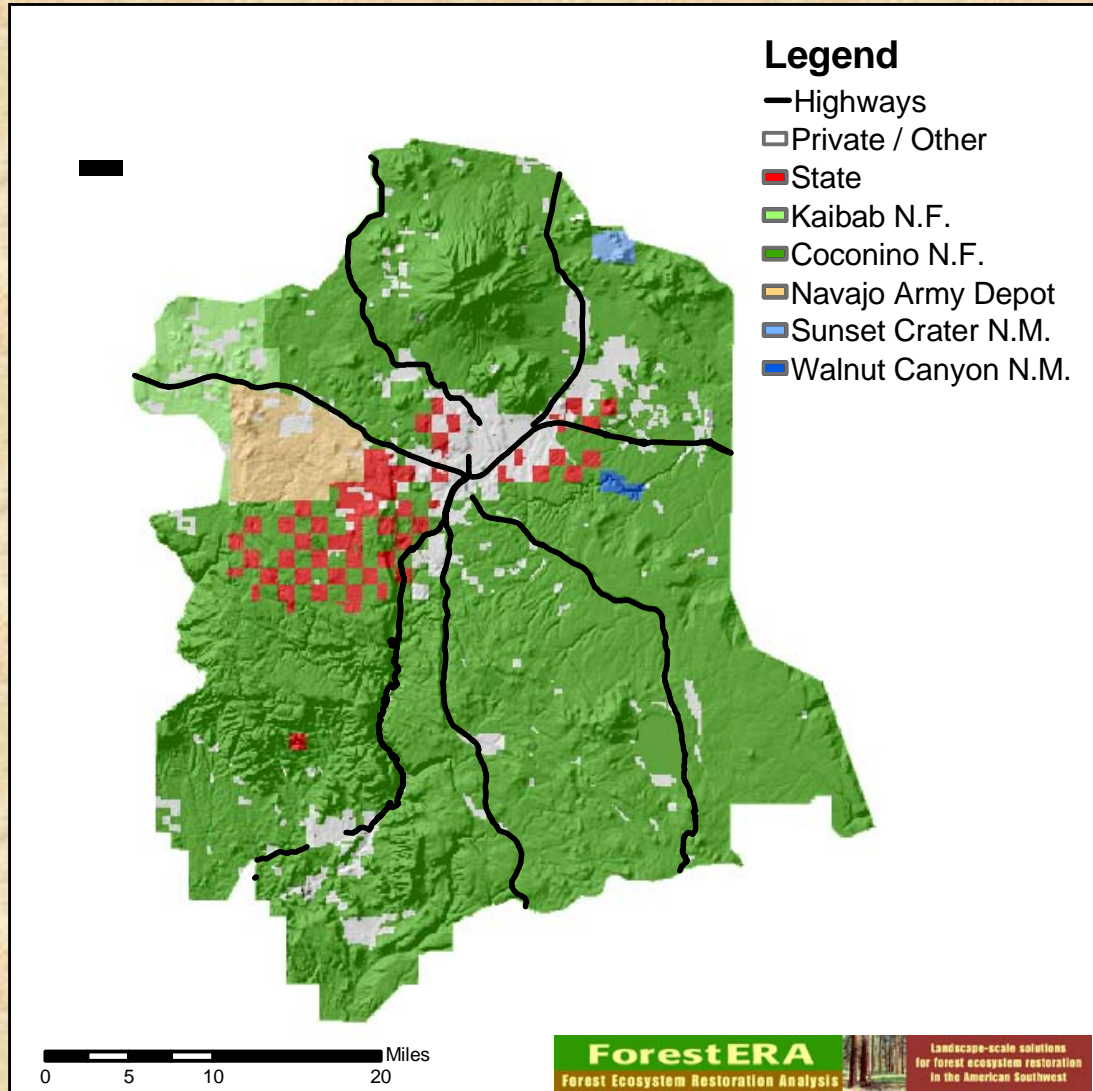 Legend
Highways
Private / Other
State
Kaibab N.F.
Coconino N.F.
Navajo Army Depot
Sunset Crater N.M.
Walnut Canyon N.M.
Miles
0 5 10 20
ForestERA
Forest Ecosystem Restoration Analysis
Landscape-scale solutions
for forest ecosystem restoration
in the American Southwest